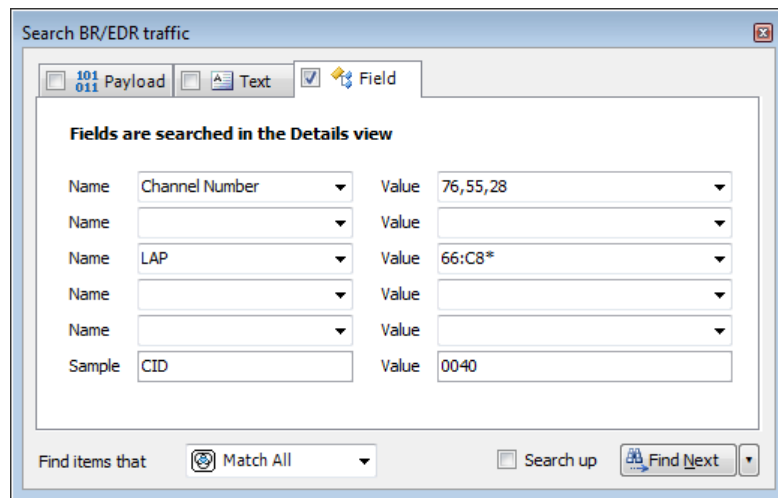 Search BR/EDR traffic
101 011 Payload A Text Field
Fields are searched in the Details view
Name Channel Number Value 76,55,28
Name Value
Name LAP Value 66:C8*
Name Value
Name Value
Sample CID Value 0040
Find items that Match All Search up Find Next